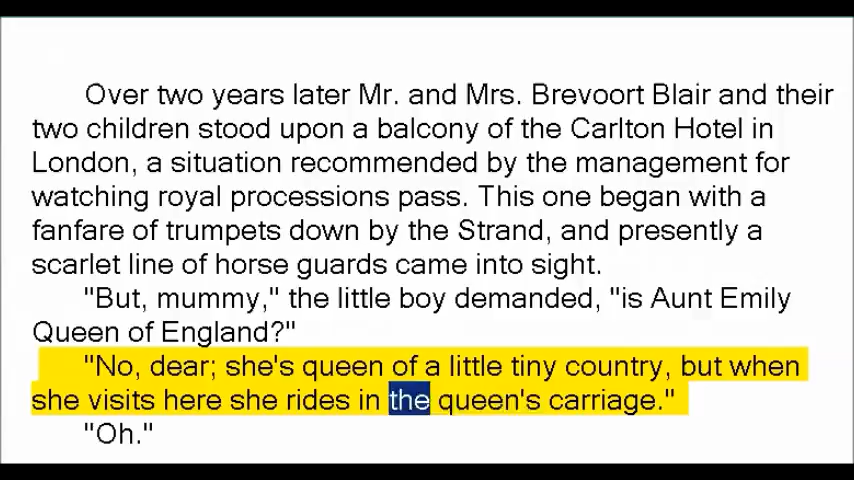 Over two years later Mr. and Mrs. Brevoort Blair and their
two children stood upon a balcony of the Carlton Hotel in
London, a situation recommended by the management for
watching royal processions pass. This one began with a
fanfare of trumpets down by the Strand, and presently a
scarlet line of horse guards came into sight.
"But, mummy," the little boy demanded, "is Aunt Emily
Queen of England?"
"No, dear; she's queen of a little tiny country, but when
she visits here she rides in the queen's carriage."
"Oh."